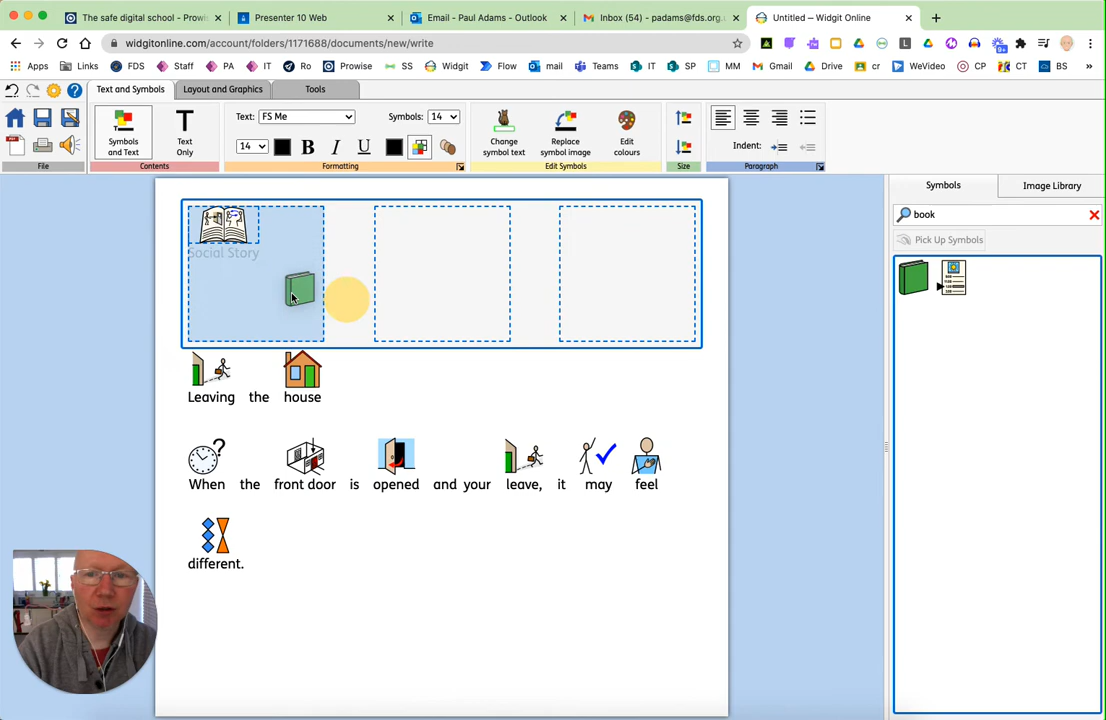 The safe digital school - Prowis
Presenter 10 Web
Email - Paul Adams - Outlook
Inbox (54) - padams@fds.org.
Untitled — Widgit Online
widgitonline.com/account/folders/1171688/documents/new/write
Apps Links FDS Staff PA IT Ro Prowise SS Widgit Flow mail Teams IT SP MM Gmail Drive cr WeVideo CP CT BS »
Text and Symbols Layout and Graphics Tools
Text: FS Me Symbols: 14
14 B I U
Symbols and Text
Text Only
Change symbol text
Replace symbol image
Edit colours
Indent:
File Contents Formatting Edit Symbols Size Paragraph
Symbols Image Library
book
Pick Up Symbols
Social Story
Leaving the house
When the front door is opened and your leave, it may feel
different.